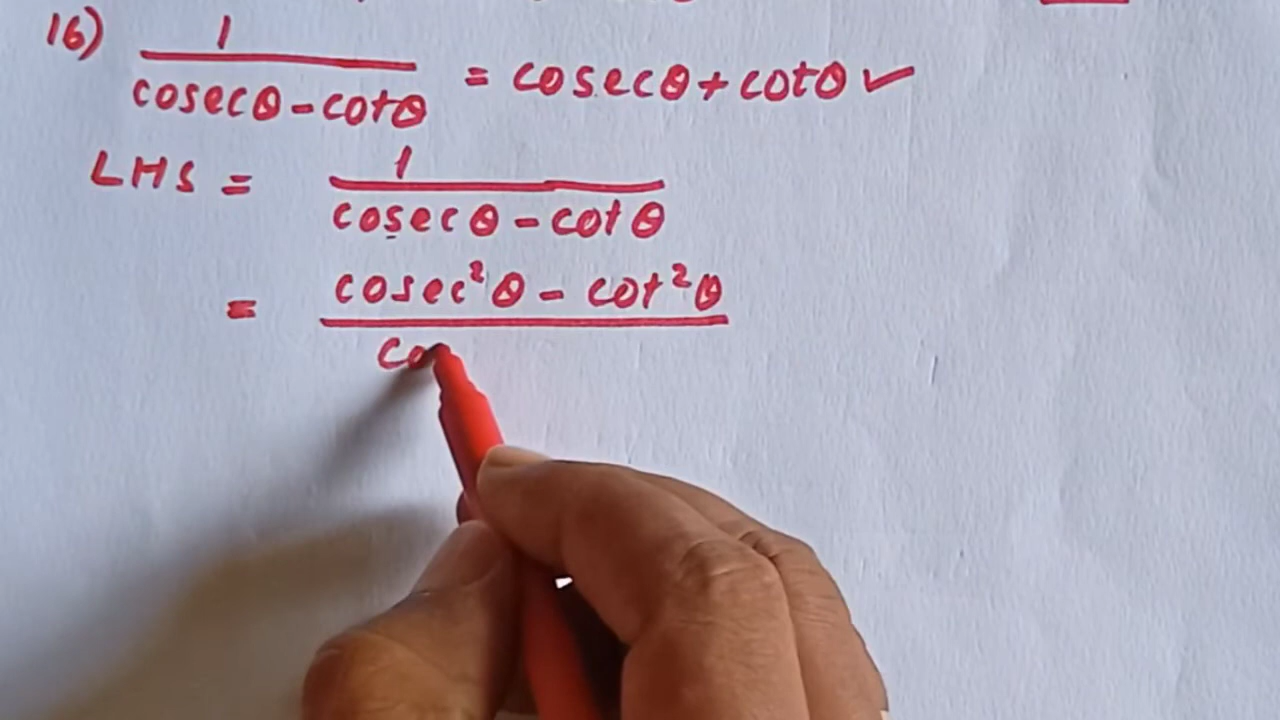 16) 1
cosecθ - cotθ = cosecθ + cotθ ✓
LHS = 1
cosecθ - cotθ
= cosec²θ - cot²θ
co